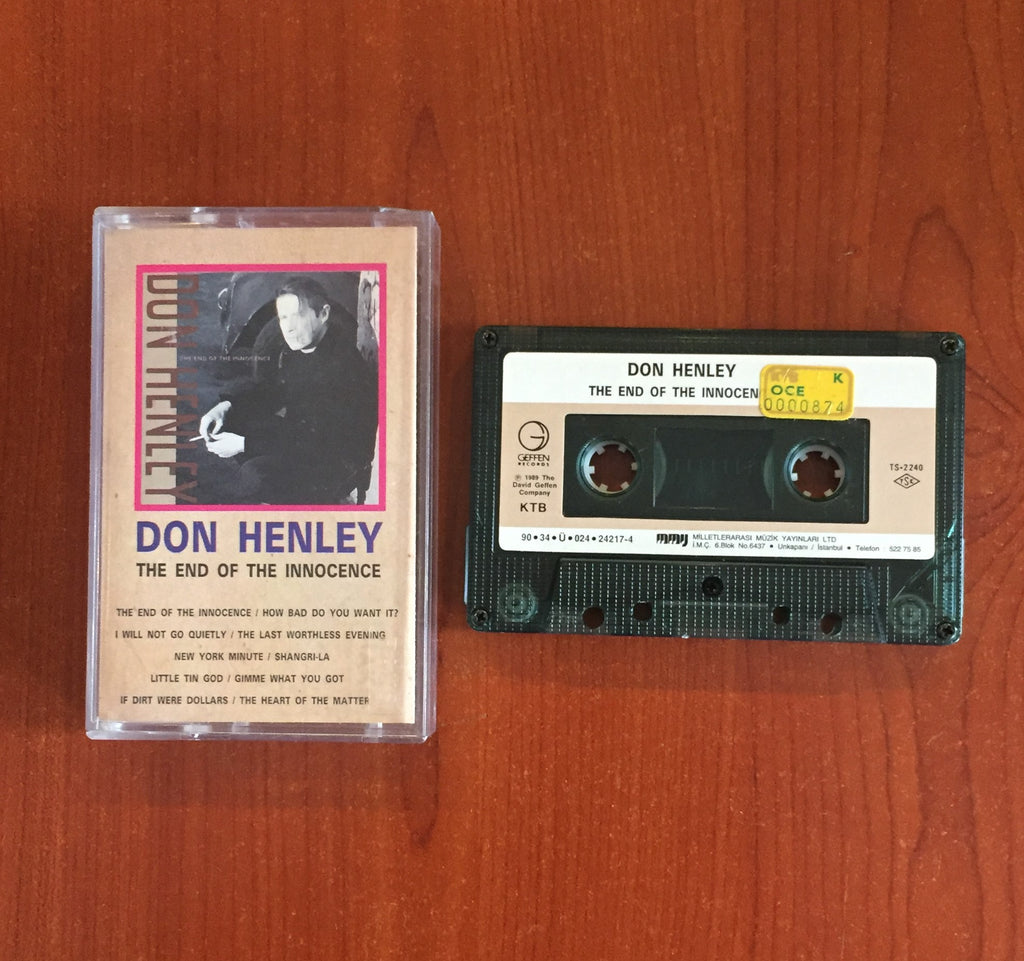 DON HENLEY
DON HENLEY
THE END OF THE INNOCENCE
DON HENLEY
THE END OF THE INNOCENCE
THE END OF THE INNOCENCE / HOW BAD DO YOU WANT IT?
I WILL NOT GO QUIETLY / THE LAST WORTHLESS EVENING
NEW YORK MINUTE / SHANGRI-LA
LITTLE TIN GOD / GIMME WHAT YOU GOT
IF DIRT WERE DOLLARS / THE HEART OF THE MATTER
DON HENLEY
THE END OF THE INNOCEN
K
OCE
0000874
G
GEFFEN
RECORDS
℗ 1989 The
David Geffen
Company
KTB
TS-2240
YSK
90•34•Ü•024•24217-4
mmy
MİLLETLERARASI MÜZİK YAYINLARI LTD
İ.M.Ç. 6.Blok No.6437 • Unkapanı / İstanbul • Telefon : 522 75 85